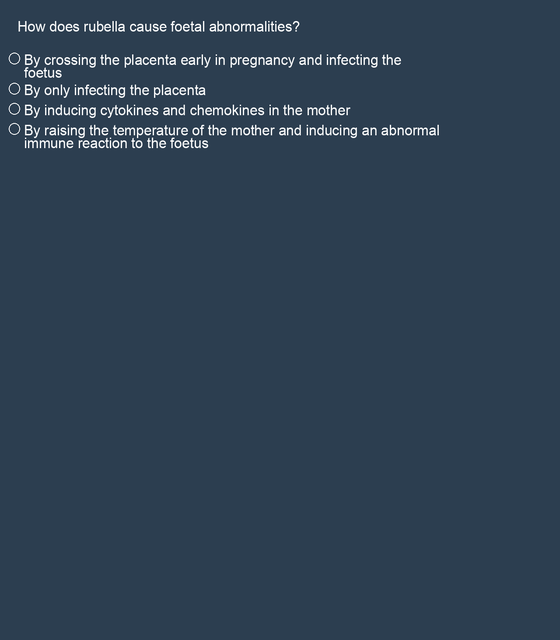 How does rubella cause foetal abnormalities?
By crossing the placenta early in pregnancy and infecting the
foetus
By only infecting the placenta
By inducing cytokines and chemokines in the mother
By raising the temperature of the mother and inducing an abnormal
immune reaction to the foetus